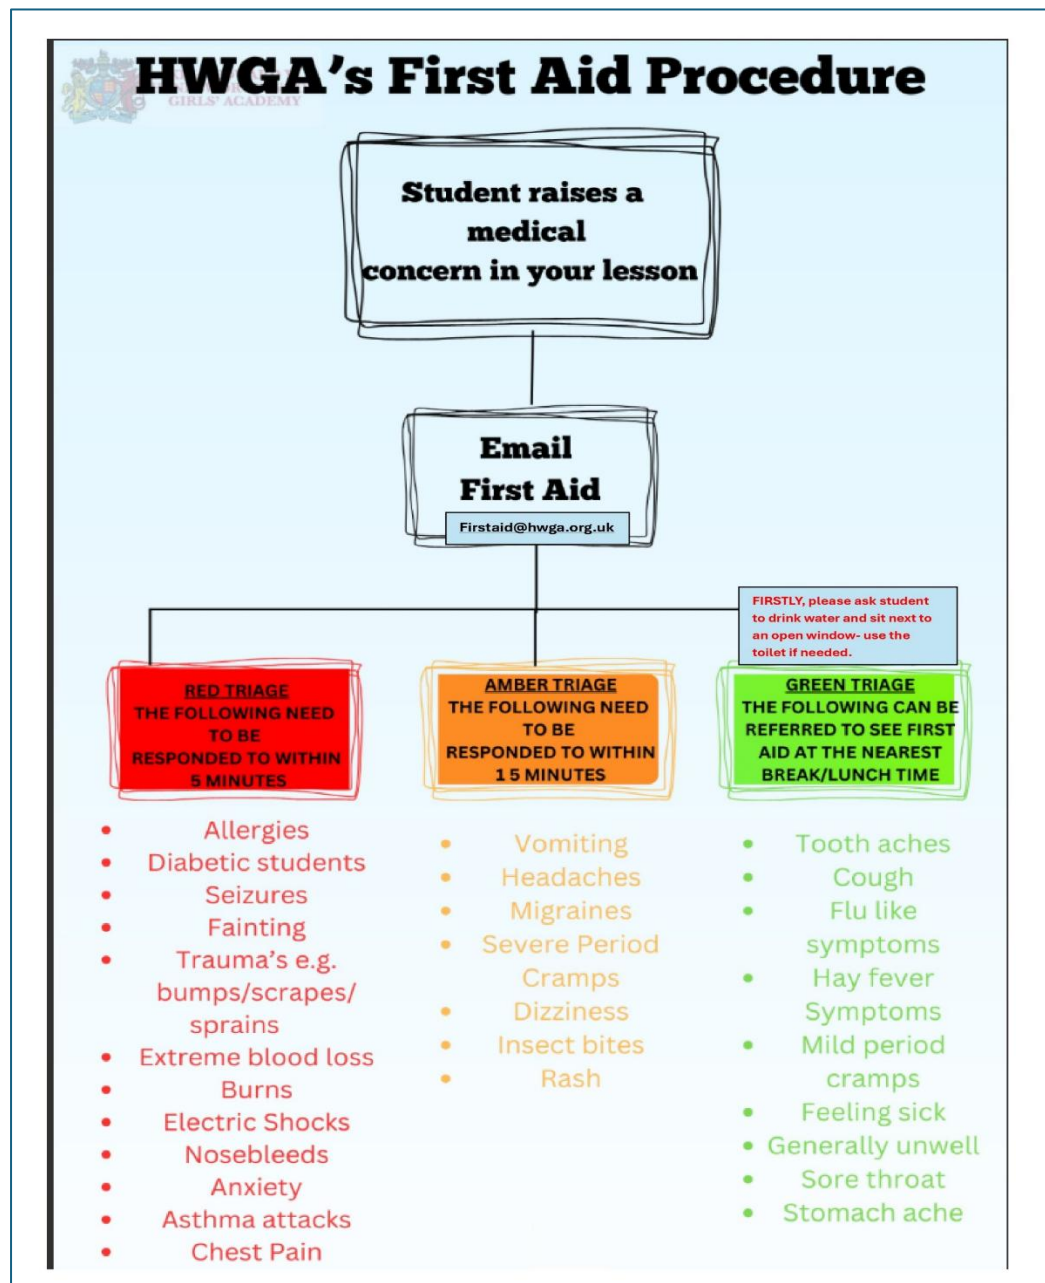 HWGA's First Aid Procedure
GIRLS' ACADEMY
Student raises a
medical
concern in your lesson
Email
First Aid
Firstaid@hwga.org.uk
FIRSTLY, please ask student
to drink water and sit next to
an open window- use the
toilet if needed.
RED TRIAGE
THE FOLLOWING NEED
TO BE
RESPONDED TO WITHIN
5 MINUTES
Allergies
Diabetic students
Seizures
Fainting
Trauma's e.g.
bumps/scrapes/
sprains
Extreme blood loss
Burns
Electric Shocks
Nosebleeds
Anxiety
Asthma attacks
Chest Pain
AMBER TRIAGE
THE FOLLOWING NEED
TO BE
RESPONDED TO WITHIN
1 5 MINUTES
Vomiting
Headaches
Migraines
Severe Period
Cramps
Dizziness
Insect bites
Rash
GREEN TRIAGE
THE FOLLOWING CAN BE
REFERRED TO SEE FIRST
AID AT THE NEAREST
BREAK/LUNCH TIME
Tooth aches
Cough
Flu like
symptoms
Hay fever
Symptoms
Mild period
cramps
Feeling sick
Generally unwell
Sore throat
Stomach ache